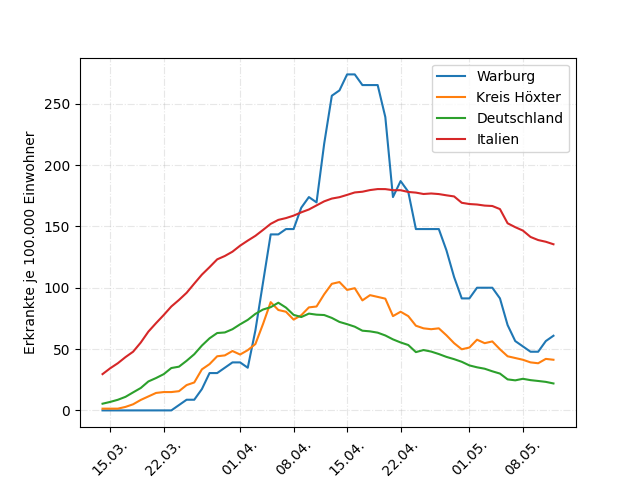 Warburg
Kreis Höxter
Deutschland
Italien
Erkrankte je 100.000 Einwohner
250
200
150
100
50
0
15.03.
22.03.
01.04.
08.04.
15.04.
22.04.
01.05.
08.05.